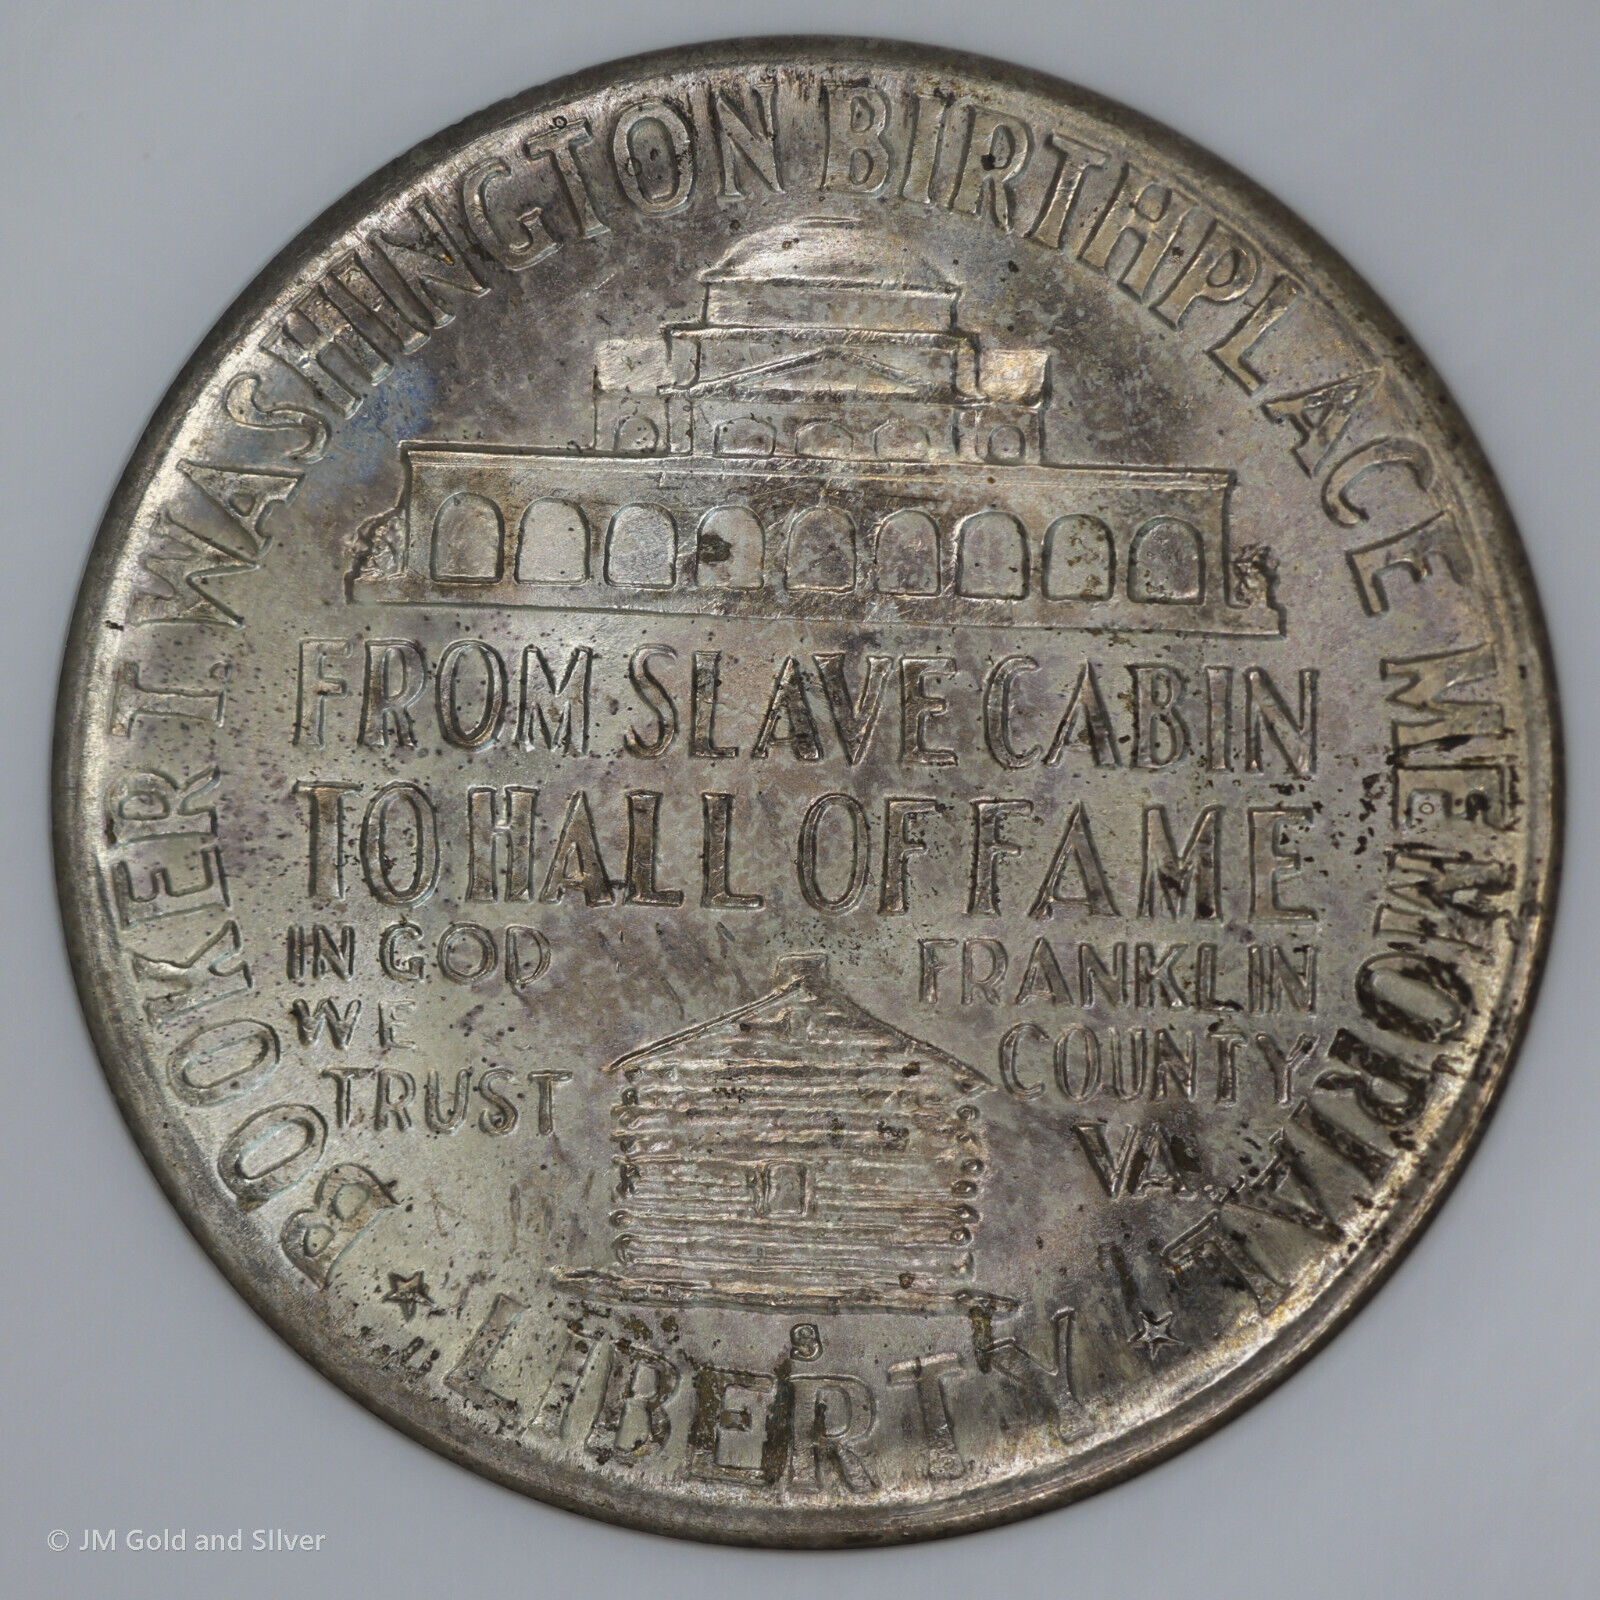 BOOKER T. WASHINGTON BIRTHPLACE MEMORIAL
FROM SLAVE CABIN
TO HALL OF FAME
IN GOD
WE
TRUST
FRANKLIN
COUNTY
VA.
S
LIBERTY
© JM Gold and Silver